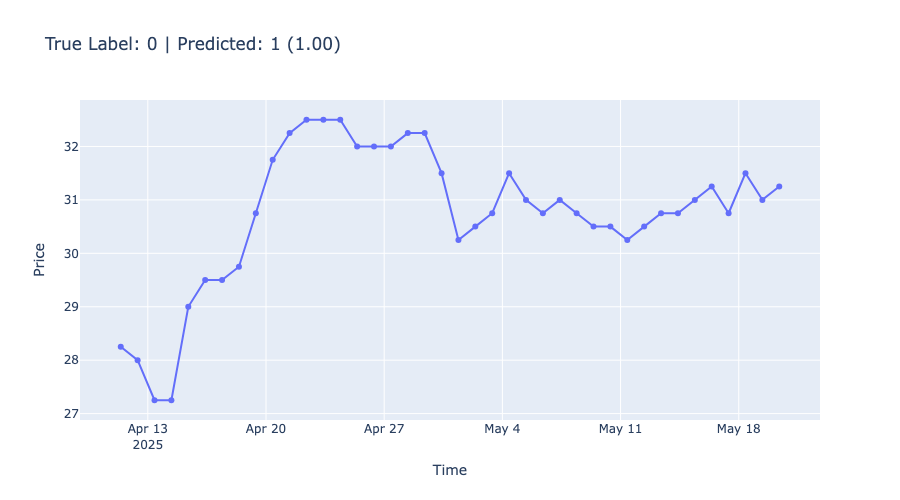 True Label: 0 | Predicted: 1 (1.00)
Price
32
31
30
29
28
27
Apr 13
2025
Apr 20
Apr 27
May 4
May 11
May 18
Time